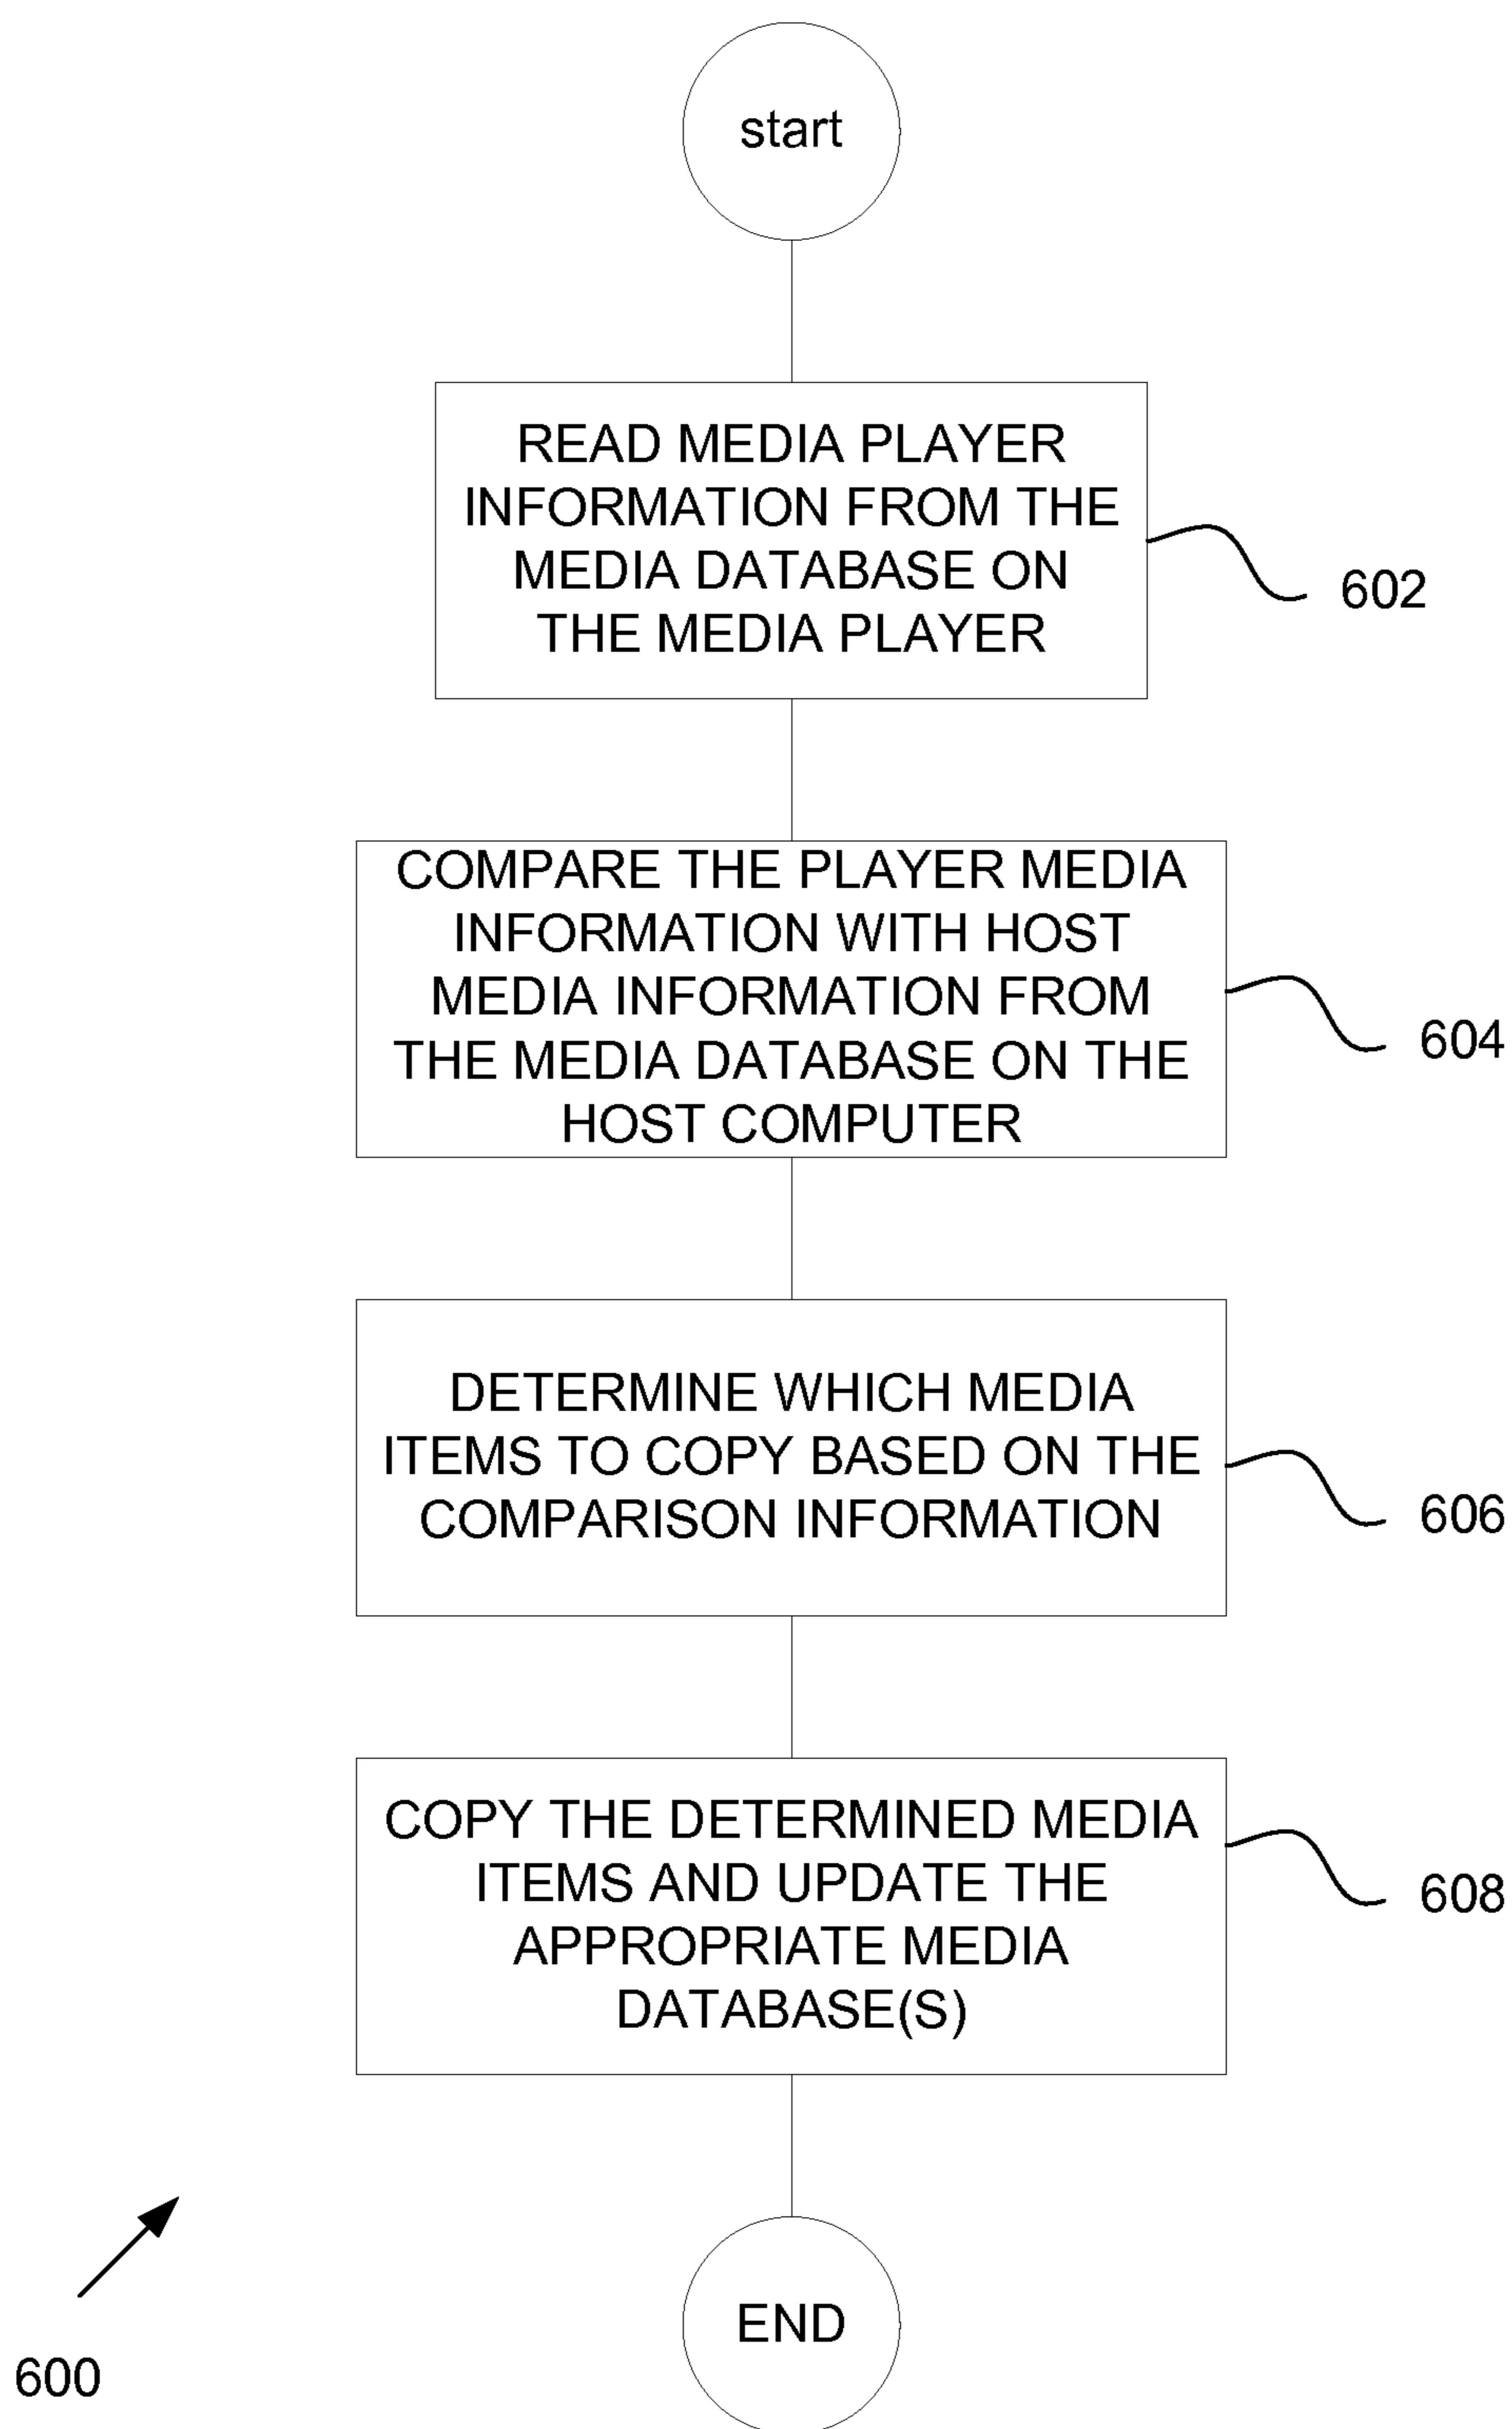 start
READ MEDIA PLAYER
INFORMATION FROM THE
MEDIA DATABASE ON
THE MEDIA PLAYER
602
COMPARE THE PLAYER MEDIA
INFORMATION WITH HOST
MEDIA INFORMATION FROM
THE MEDIA DATABASE ON THE
HOST COMPUTER
604
DETERMINE WHICH MEDIA
ITEMS TO COPY BASED ON THE
COMPARISON INFORMATION
606
COPY THE DETERMINED MEDIA
ITEMS AND UPDATE THE
APPROPRIATE MEDIA
DATABASE(S)
608
END
600